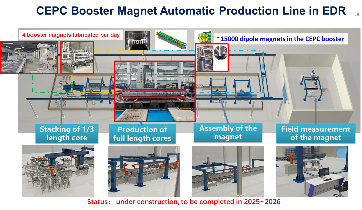 CEPC Booster Magnet Automatic Production Line in EDR
4 booster magnets fabricated per day
~15000 dipole magnets in the CEPC booster
Stacking of 1/3
length core
Production of
full length cores
Assembly of the
magnet
Field measurement
of the magnet
Status: under construction, to be completed in 2025~2026